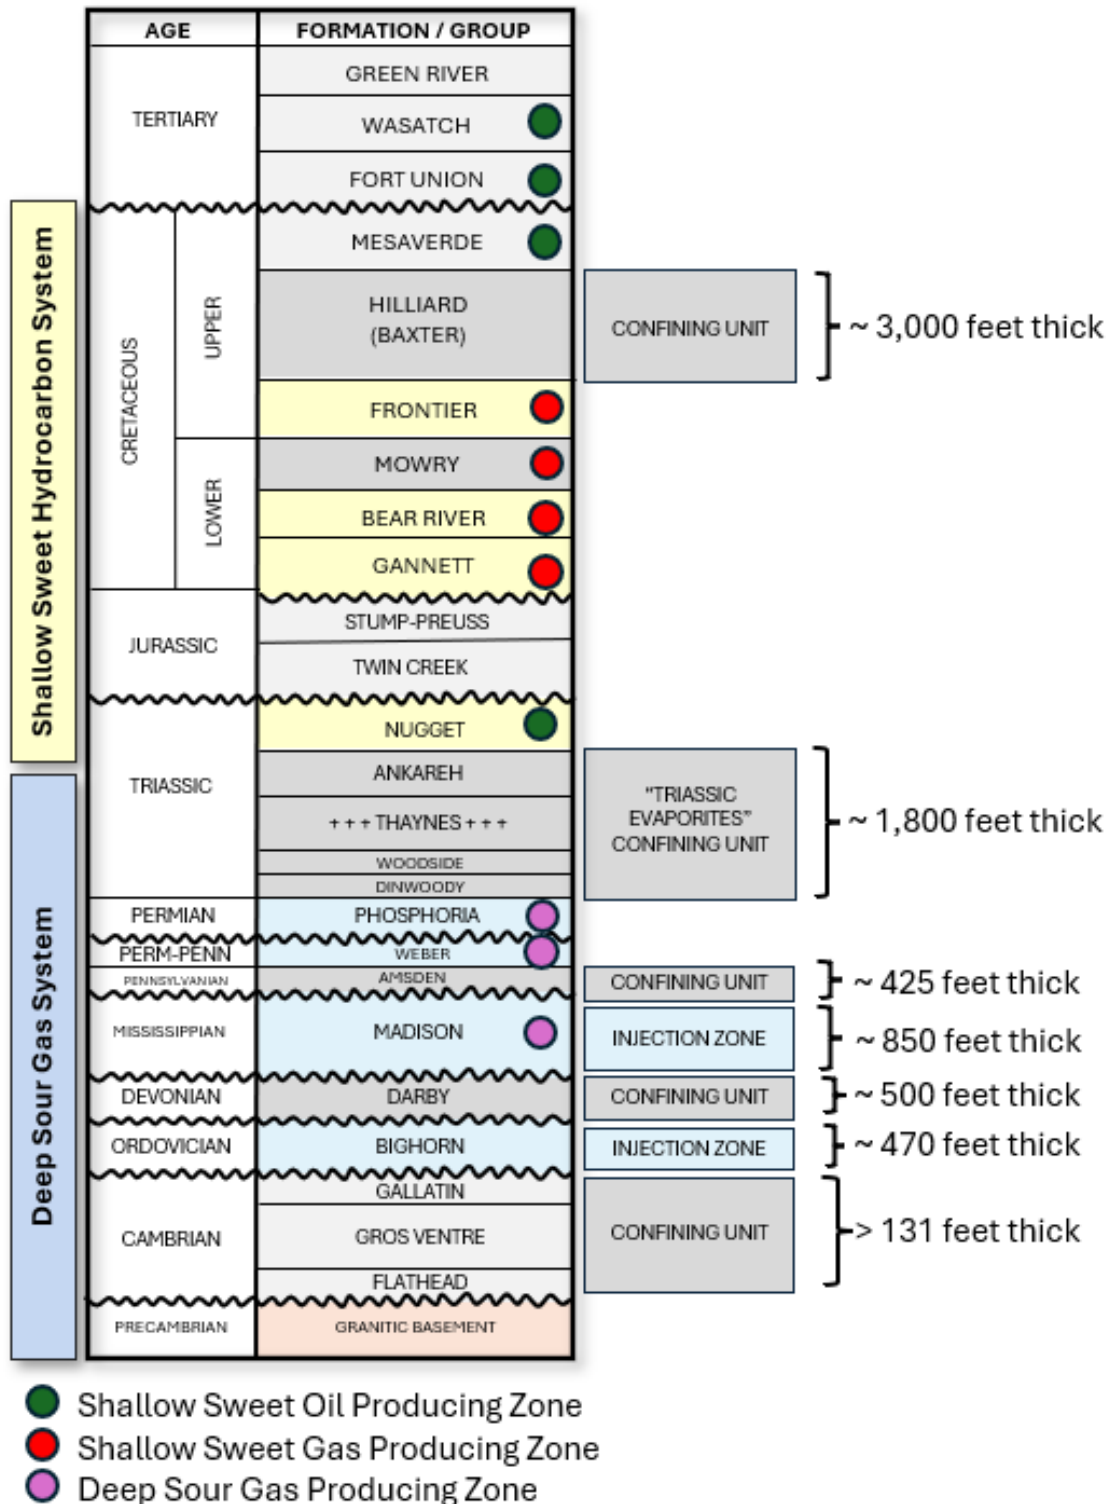 AGE
FORMATION / GROUP
TERTIARY
GREEN RIVER
WASATCH
FORT UNION
Shallow Sweet Hydrocarbon System
CRETACEOUS
UPPER
MESAVERDE
HILLIARD
(BAXTER)
CONFINING UNIT
~ 3,000 feet thick
FRONTIER
LOWER
MOWRY
BEAR RIVER
GANNETT
JURASSIC
STUMP-PREUSS
TWIN CREEK
TRIASSIC
NUGGET
ANKAREH
+ + + THAYNES + + +
WOODSIDE
DINWOODY
"TRIASSIC
EVAPORITES"
CONFINING UNIT
~ 1,800 feet thick
Deep Sour Gas System
PERMIAN
PHOSPHORIA
PERM-PENN
WEBER
PENNSYLVANIAN
AMSDEN
CONFINING UNIT
~ 425 feet thick
MISSISSIPPIAN
MADISON
INJECTION ZONE
~ 850 feet thick
DEVONIAN
DARBY
CONFINING UNIT
~ 500 feet thick
ORDOVICIAN
BIGHORN
INJECTION ZONE
~ 470 feet thick
CAMBRIAN
GALLATIN
GROS VENTRE
FLATHEAD
CONFINING UNIT
> 131 feet thick
PRECAMBRIAN
GRANITIC BASEMENT
Shallow Sweet Oil Producing Zone
Shallow Sweet Gas Producing Zone
Deep Sour Gas Producing Zone